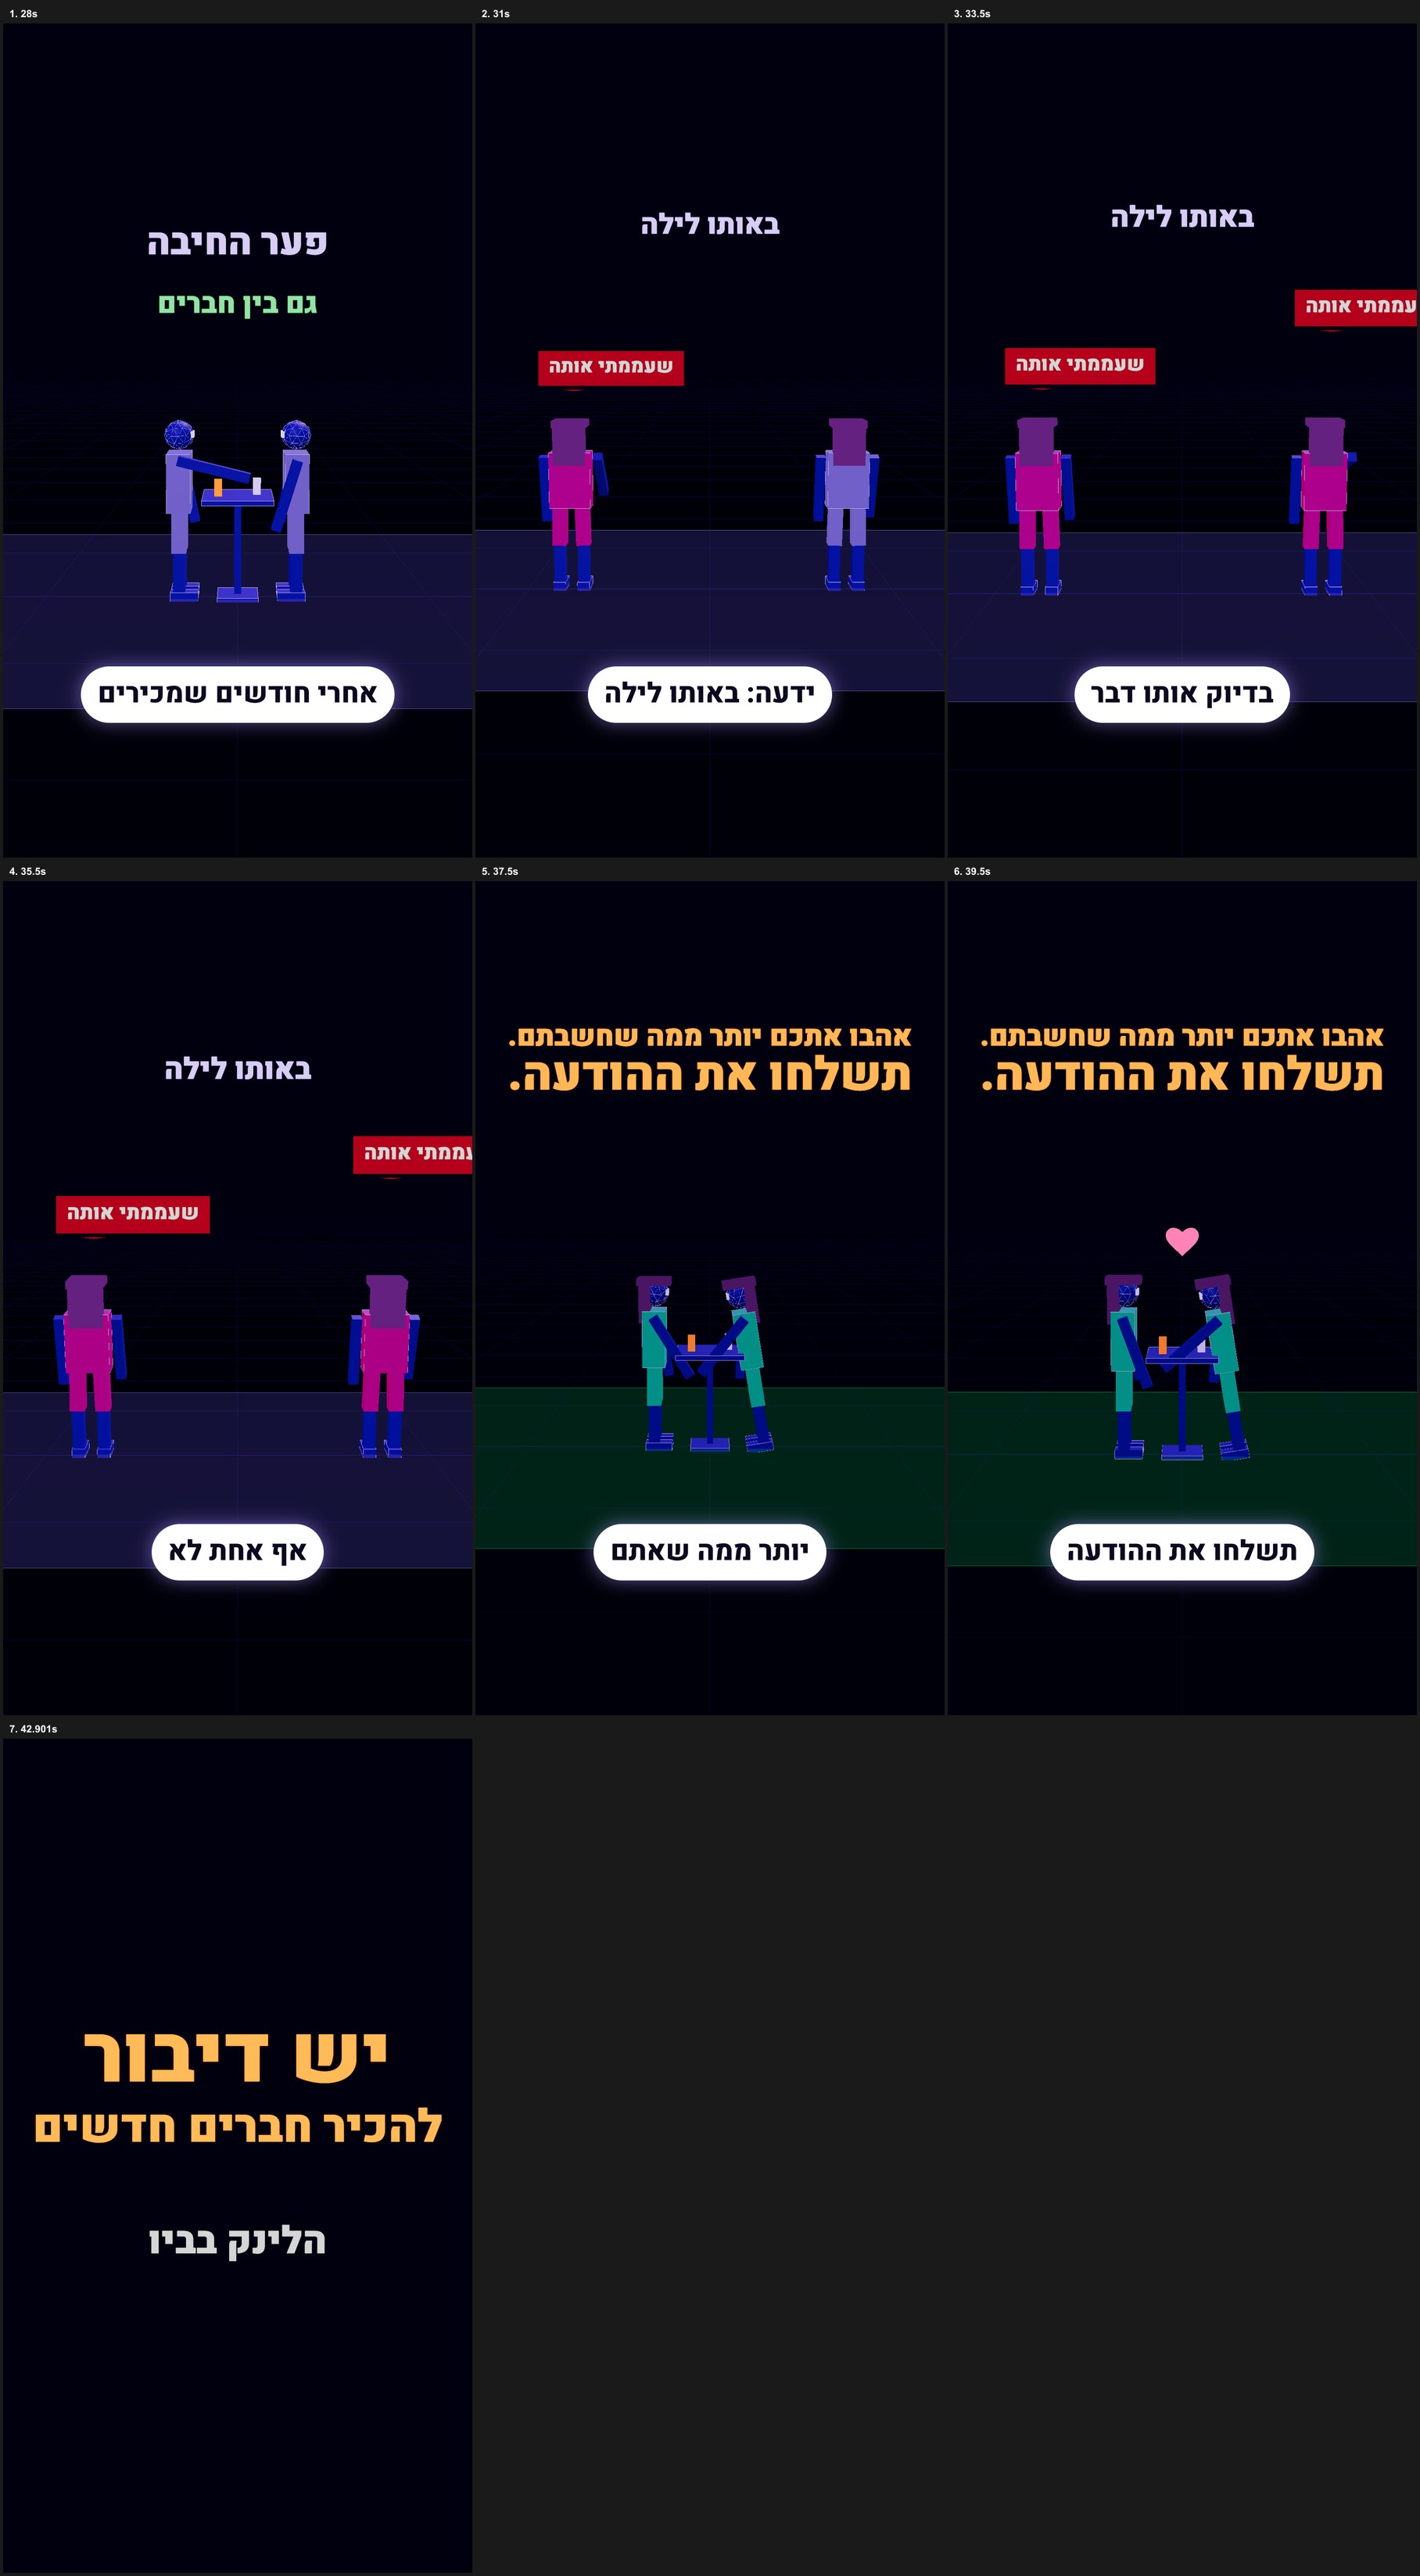 1. 28s
פער החיבה
גם בין חברים
אחרי חודשים שמכירים
2. 31s
באותו לילה
שעממתי אותה
ידעה: באותו לילה
3. 33.5s
באותו לילה
עממתי אותה
שעממתי אותה
בדיוק אותו דבר
4. 35.5s
באותו לילה
עממתי אותה
שעממתי אותה
אף אחת לא
5. 37.5s
אהבו אתכם יותר ממה שחשבתם.
תשלחו את ההודעה.
יותר ממה שאתם
6. 39.5s
אהבו אתכם יותר ממה שחשבתם.
תשלחו את ההודעה.
תשלחו את ההודעה
7. 42.901s
יש דיבור
להכיר חברים חדשים
הלינק בביו